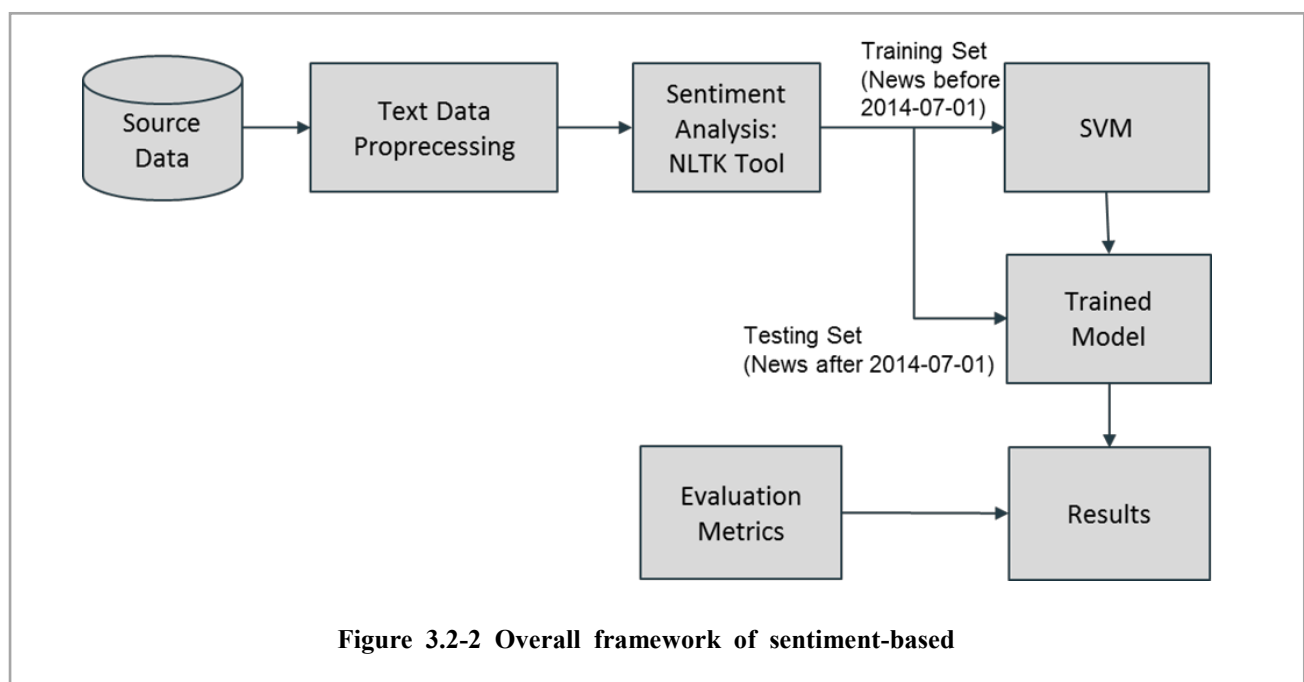 Source
Data
Text Data
Proprecessing
Sentiment
Analysis:
NLTK Tool
Training Set
(News before
2014-07-01)
SVM
Trained
Model
Testing Set
(News after 2014-07-01)
Evaluation
Metrics
Results
Figure 3.2-2 Overall framework of sentiment-based